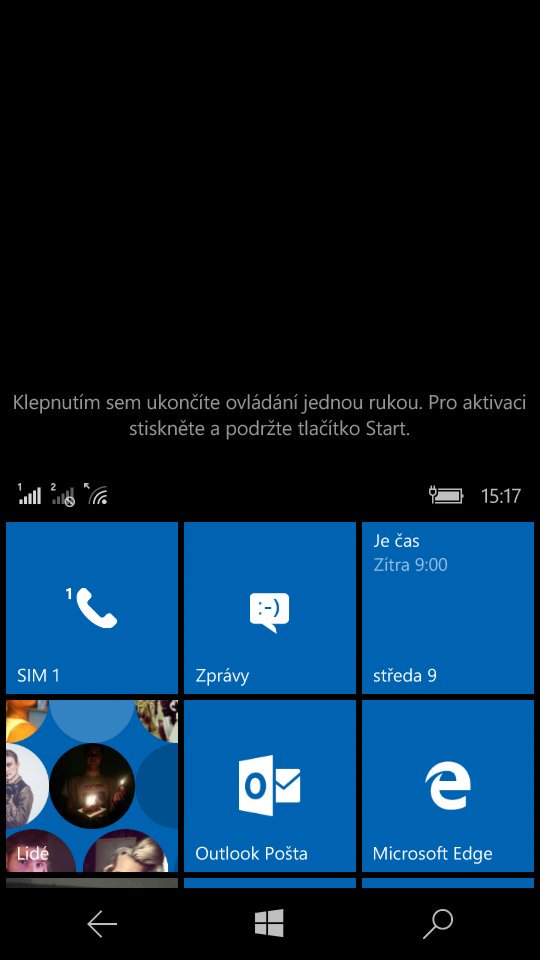 Klepnutím sem ukončíte ovládání jednou rukou. Pro aktivaci
stiskněte a podržte tlačítko Start.
1 2 15:17
Je čas
Zítra 9:00
1 :-)
SIM 1 Zprávy středa 9
Lidé Outlook Pošta Microsoft Edge